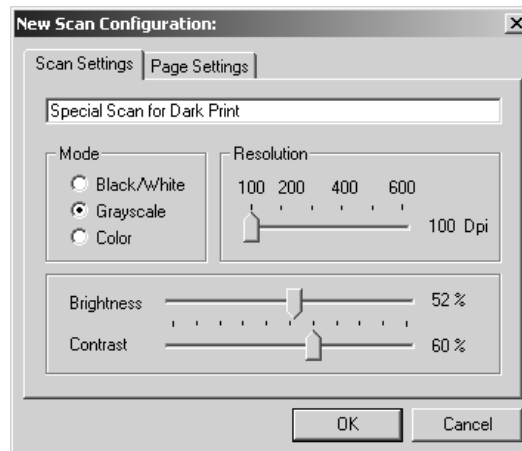 New Scan Configuration:
Scan Settings Page Settings
Special Scan for Dark Print
Mode
Black/White
Grayscale
Color
Resolution
100 200 400 600
100 Dpi
Brightness 52 %
Contrast 60 %
OK Cancel